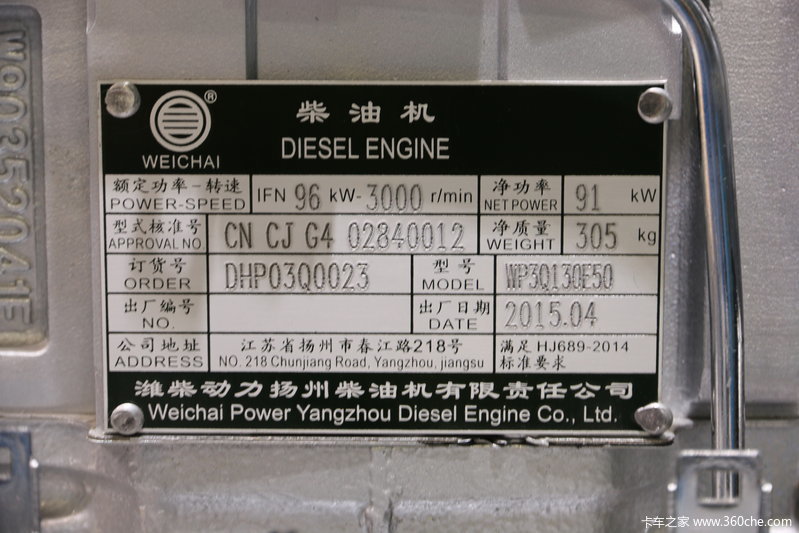 W00352041E
®
WEICHAI
柴油机
DIESEL ENGINE
额定功率-转速
POWER-SPEED
IFN 96 kW- 3000 r/min
净功率
NET POWER
91 kW
型式核准号
APPROVAL NO
CN CJ G4 02840012
净质量
WEIGHT
305 kg
订货号
ORDER
DHP03Q0023
型号
MODEL
WP3Q130E50
出厂编号
NO.
出厂日期
DATE
2015.04
公司地址
ADDRESS
江苏省扬州市春江路218号
NO. 218 Chunjiang Road, Yangzhou, jiangsu
满足 HJ689-2014
标准要求
潍柴动力扬州柴油机有限责任公司
Weichai Power Yangzhou Diesel Engine Co., Ltd.
卡车之家 www.360che.com